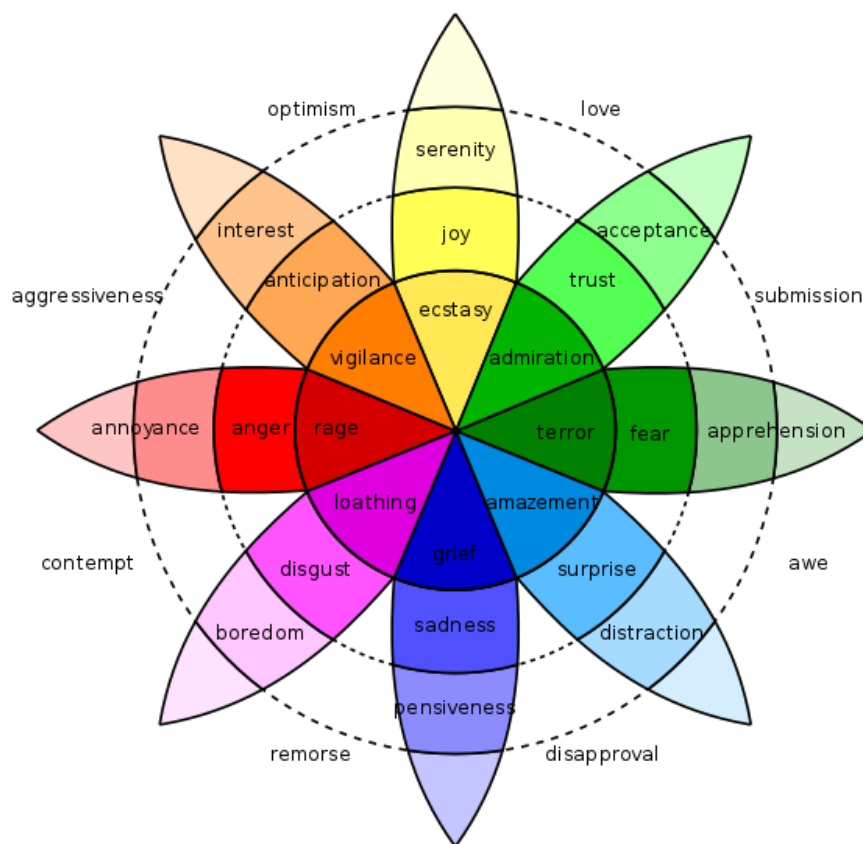 optimism
love
serenity
interest
acceptance
joy
anticipation
trust
aggressiveness
submission
ecstasy
vigilance
admiration
annoyance
anger
rage
terror
fear
apprehension
loathing
amazement
grief
contempt
disgust
surprise
awe
boredom
sadness
distraction
pensiveness
remorse
disapproval